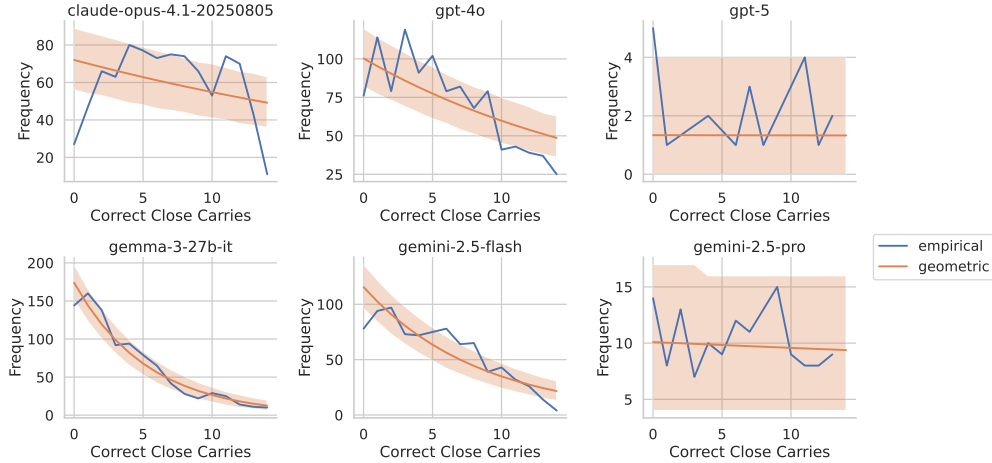 claude-opus-4.1-20250805
gpt-4o
gpt-5
Frequency
80
60
40
20
0
5
10
Correct Close Carries
Frequency
100
75
50
25
0
5
10
Correct Close Carries
Frequency
4
2
0
0
5
10
Correct Close Carries
gemma-3-27b-it
gemini-2.5-flash
gemini-2.5-pro
Frequency
200
150
100
50
0
0
5
10
Correct Close Carries
Frequency
100
50
0
0
5
10
Correct Close Carries
Frequency
15
10
5
0
5
10
Correct Close Carries
empirical
geometric